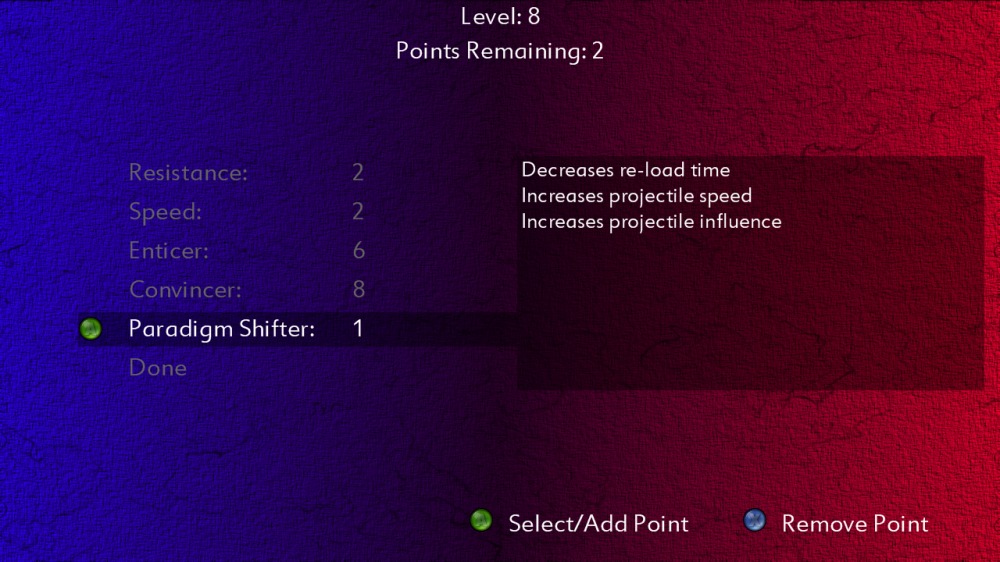 Level: 8
Points Remaining: 2
Resistance: 2
Speed: 2
Enticer: 6
Convincer: 8
Paradigm Shifter: 1
Done
Decreases re-load time
Increases projectile speed
Increases projectile influence
Select/Add Point
Remove Point